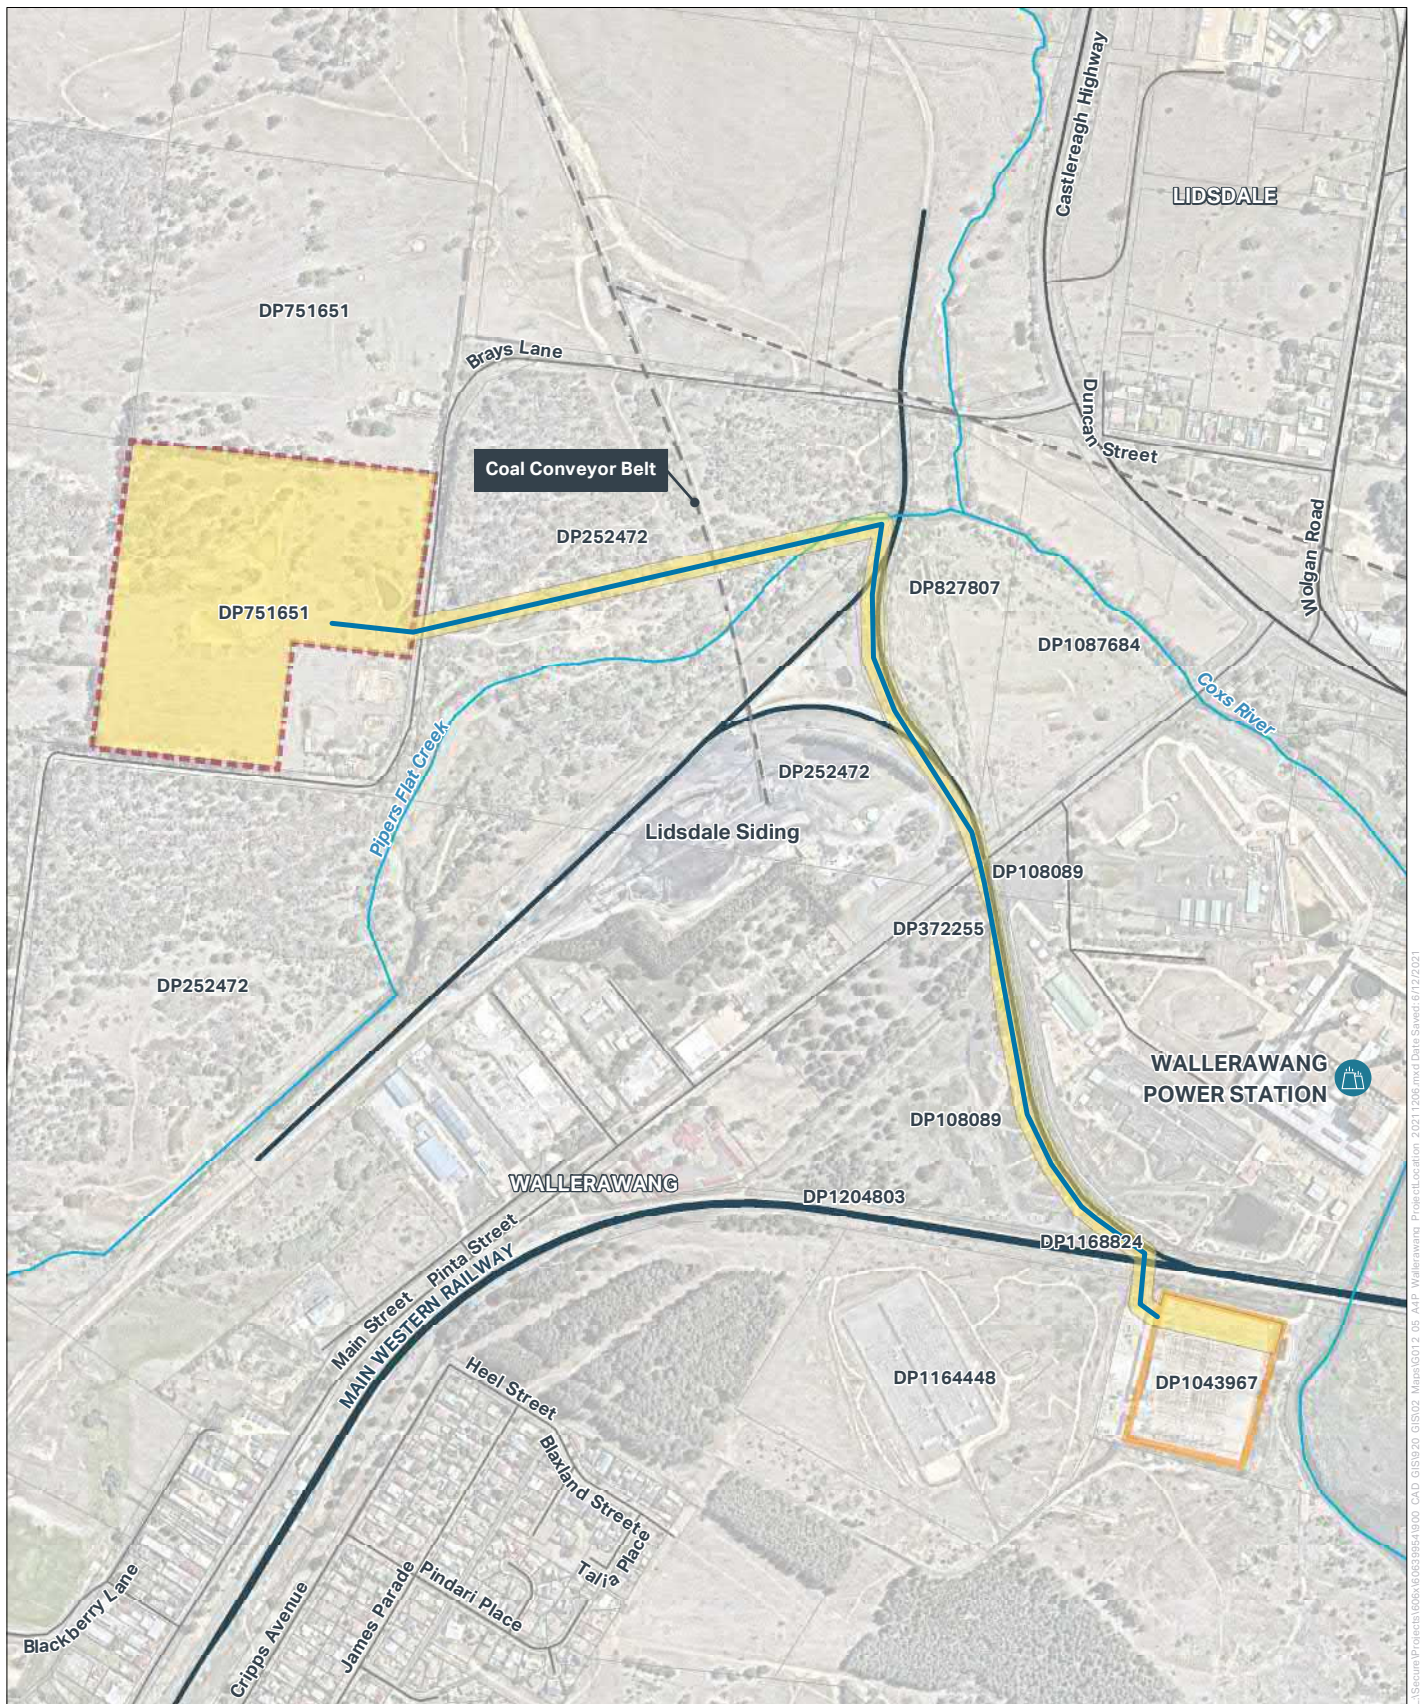 Castlereagh Highway
LIDSDALE
DP751651
Brays Lane
Duncan Street
Coal Conveyor Belt
DP252472
Wolgan Road
DP827807
DP751651
DP1087684
Coxs River
Pipers Flat Creek
DP252472
Lidsdale Siding
DP108089
DP372255
DP252472
WALLERAWANG
POWER STATION
DP108089
WALLERAWANG
DP1204803
Pinta Street
DP1168824
Main Street
MAIN WESTERN RAILWAY
Heel Street
DP1164448
DP1043967
Blaxland Streete
Talia Place
Pindari Place
James Parade
Cripps Avenue
Blackberry Lane